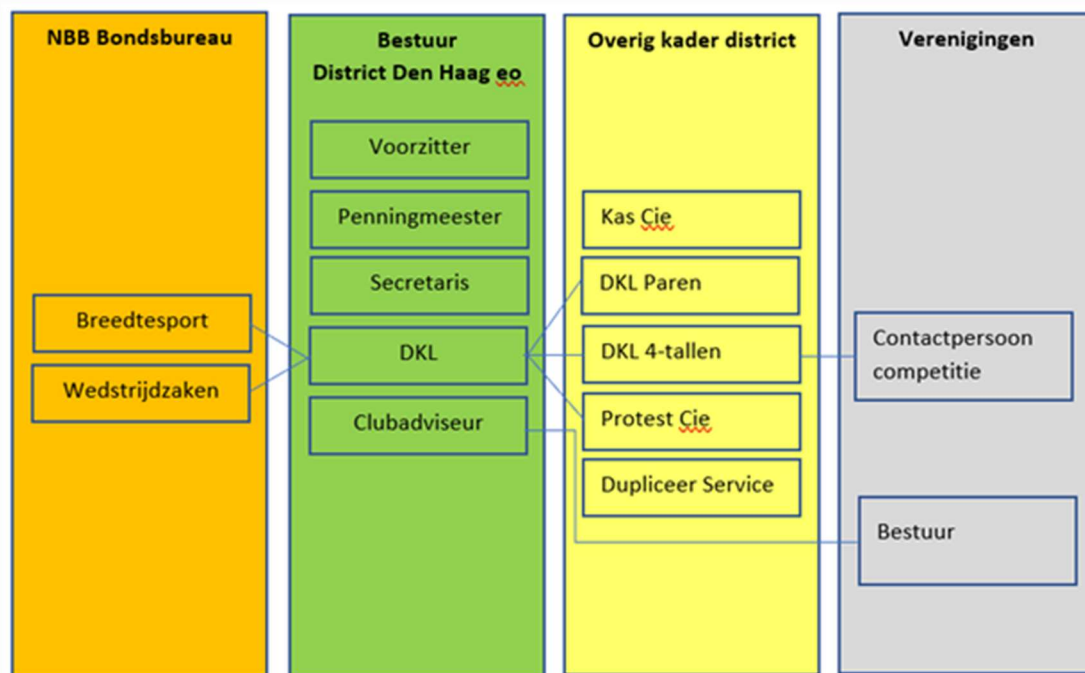 NBB Bondsbureau
Breedtesport
Wedstrijdzaken
Bestuur
District Den Haag eo
Voorzitter
Penningmeester
Secretaris
DKL
Clubadviseur
Overig kader district
Kas Cie
DKL Paren
DKL 4-tallen
Protest Cie
Dupliceer Service
Verenigingen
Contactpersoon
competitie
Bestuur